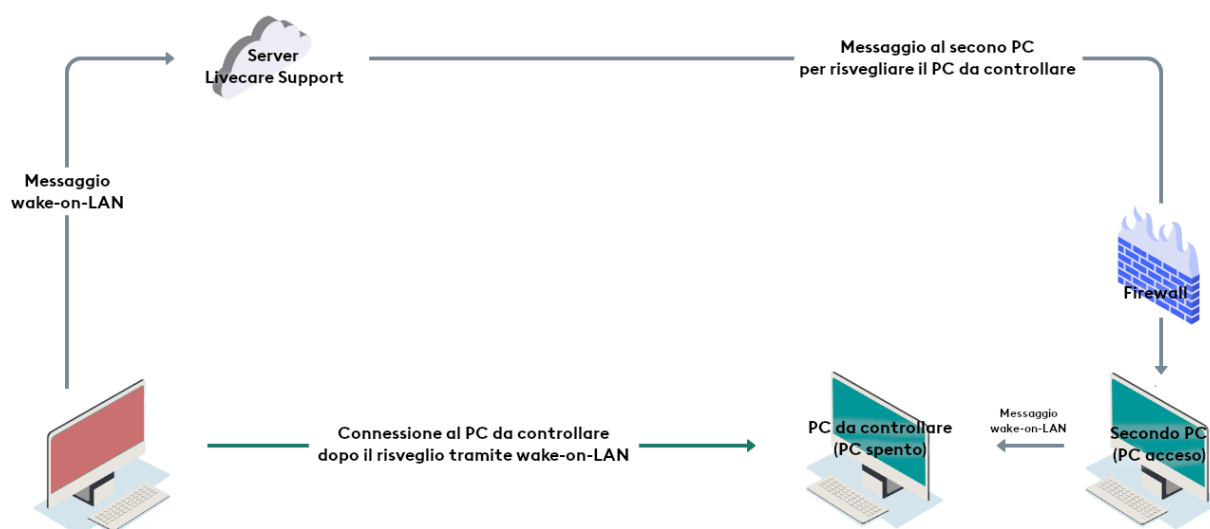 Server
Livecare Support
Messaggio al secono PC
per risvegliare il PC da controllare
Messaggio
wake-on-LAN
Firewall
Connessione al PC da controllare
dopo il risveglio tramite wake-on-LAN
PC da controllare
(PC spento)
Messaggio
wake-on-LAN
Secondo PC
(PC acceso)